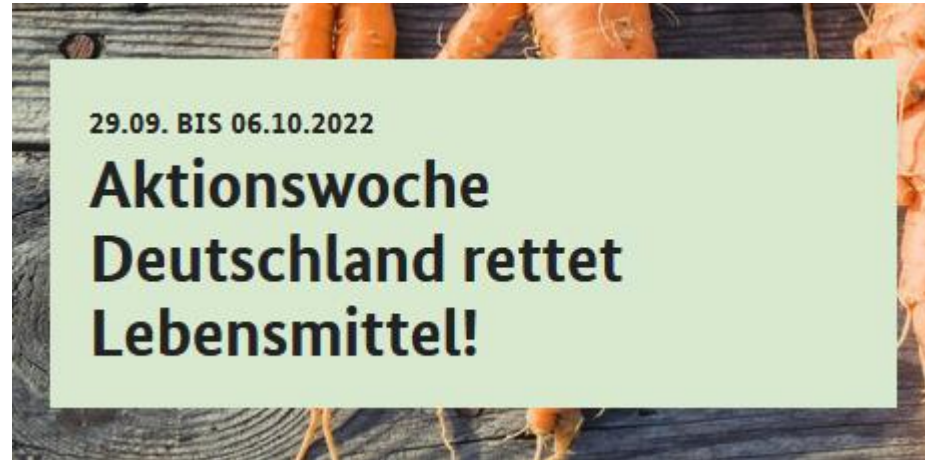 29.09. BIS 06.10.2022
Aktionswoche
Deutschland rettet
Lebensmittel!